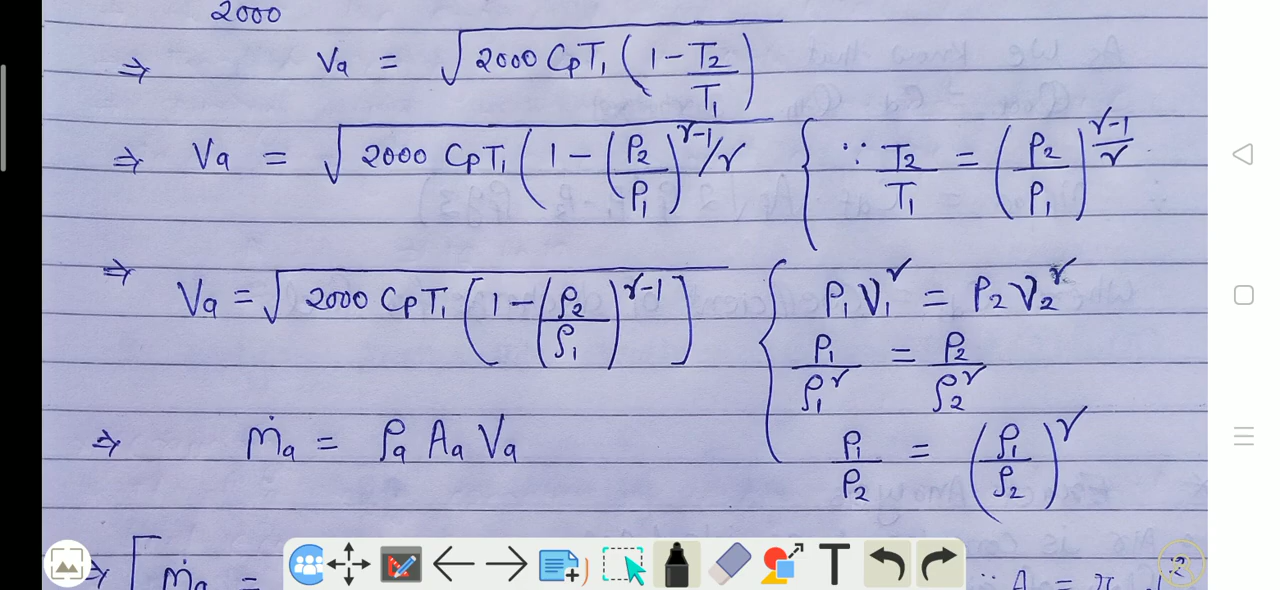 2000
⇒ Va = √(2000 CpT₁ (1 - T₂/T₁))
⇒ Va = √(2000 CpT₁ (1 - (P₂/P₁)^(γ-1/γ))) { ∵ T₂/T₁ = (P₂/P₁)^(γ-1/γ)
⇒ Va = √(2000 CpT₁ [1 - (ρ₂/ρ₁)^(γ-1)]) { P₁V₁^γ = P₂V₂^γ
P₁/ρ₁^γ = P₂/ρ₂^γ
⇒ ṁa = ρa Aa Va
P₁/P₂ = (ρ₁/ρ₂)^γ
⇒ [ ṁa =
T